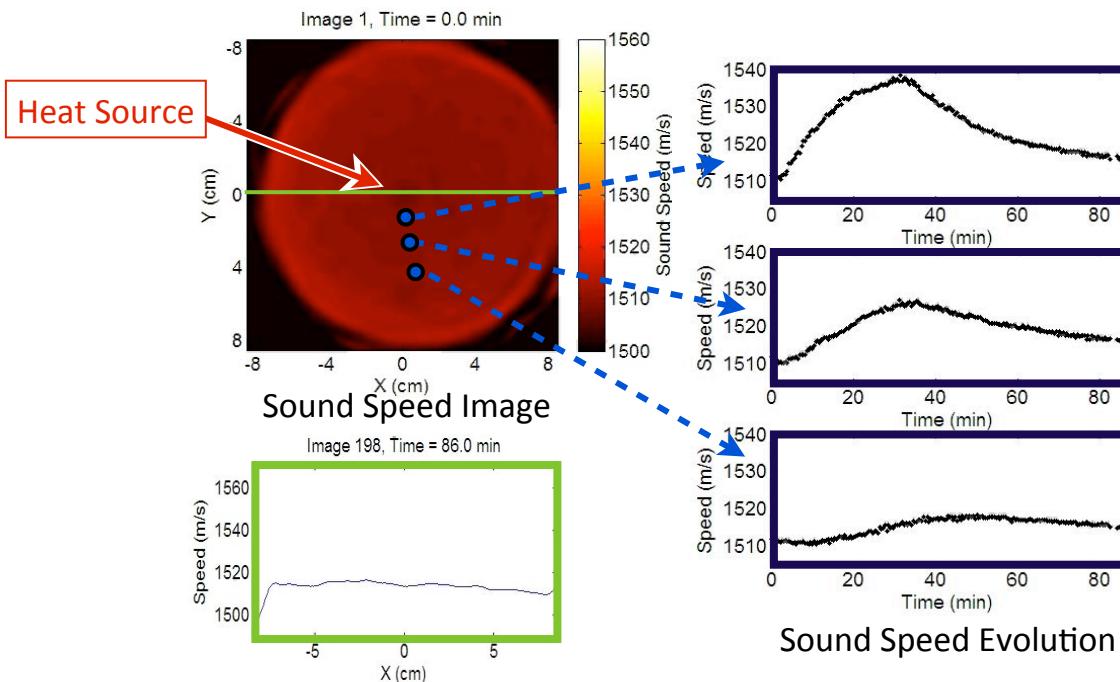 Image 1, Time = 0.0 min
Heat Source
-8
-4
0
4
8
Y (cm)
-8 -4 0 4 8
X (cm)
1560
1550
1540
1530
1520
1510
1500
Sound Speed (m/s)
Sound Speed Image
Image 198, Time = 86.0 min
1560
1540
1520
1500
Speed (m/s)
-5 0 5
X (cm)
1540
1530
1520
1510
Speed (m/s)
0 20 40 60 80
Time (min)
1540
1530
1520
1510
Speed (m/s)
0 20 40 60 80
Time (min)
1540
1530
1520
1510
Speed (m/s)
0 20 40 60 80
Time (min)
Sound Speed Evolution